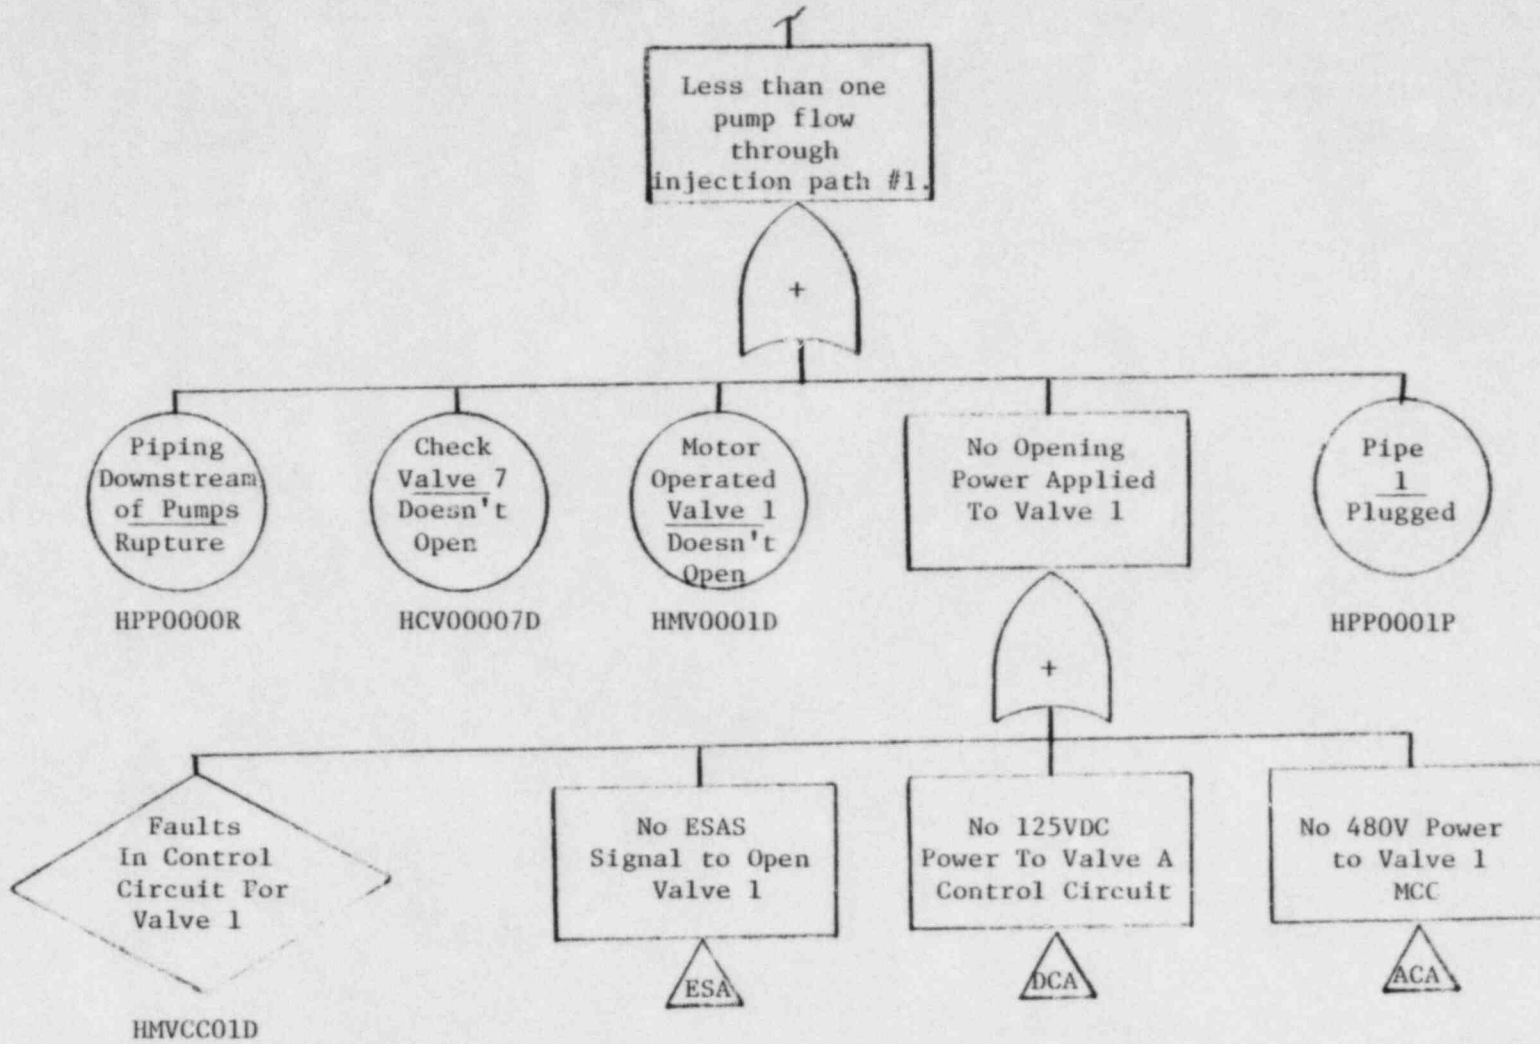 Less than one
pump flow
through
injection path #1.
+
Piping
Downstream
of Pumps
Rupture
HPP0000R
Check
Valve 7
Doesn't
Open
HCV00007D
Motor
Operated
Valve 1
Doesn't
Open
HMV0001D
No Opening
Power Applied
To Valve 1
Pipe
1
Plugged
HPP0001P
+
Faults
In Control
Circuit For
Valve 1
HMVCC01D
No ESAS
Signal to Open
Valve 1
ESA
No 125VDC
Power To Valve A
Control Circuit
DCA
No 480V Power
to Valve 1
MCC
ACA